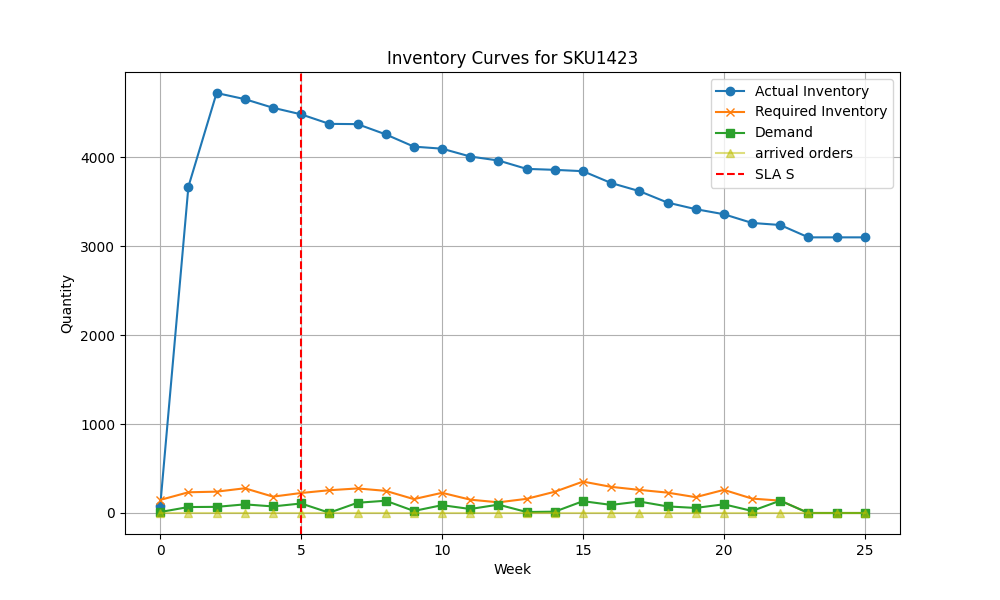 Inventory Curves for SKU1423
Actual Inventory
Required Inventory
Demand
arrived orders
SLA S
Quantity
4000
3000
2000
1000
0
0 5 10 15 20 25
Week